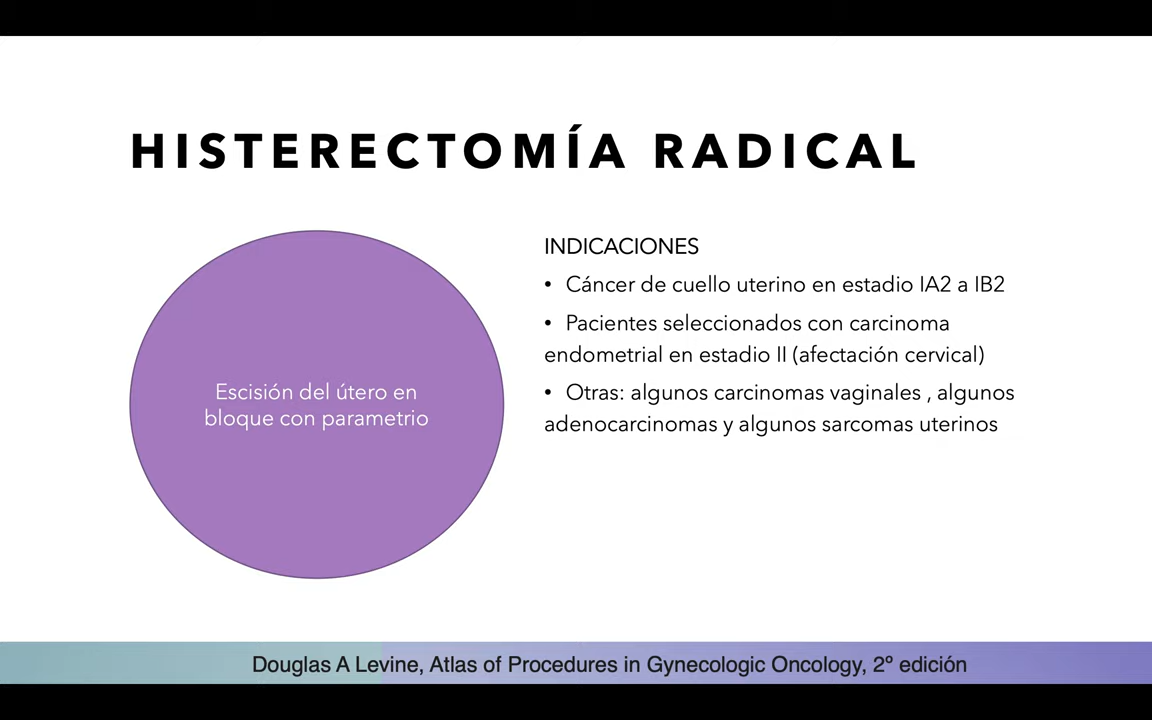 HISTERECTOMÍA RADICAL
Escisión del útero en
bloque con parametrio
INDICACIONES
• Cáncer de cuello uterino en estadio IA2 a IB2
• Pacientes seleccionados con carcinoma
endometrial en estadio II (afectación cervical)
• Otras: algunos carcinomas vaginales , algunos
adenocarcinomas y algunos sarcomas uterinos
Douglas A Levine, Atlas of Procedures in Gynecologic Oncology, 2º edición